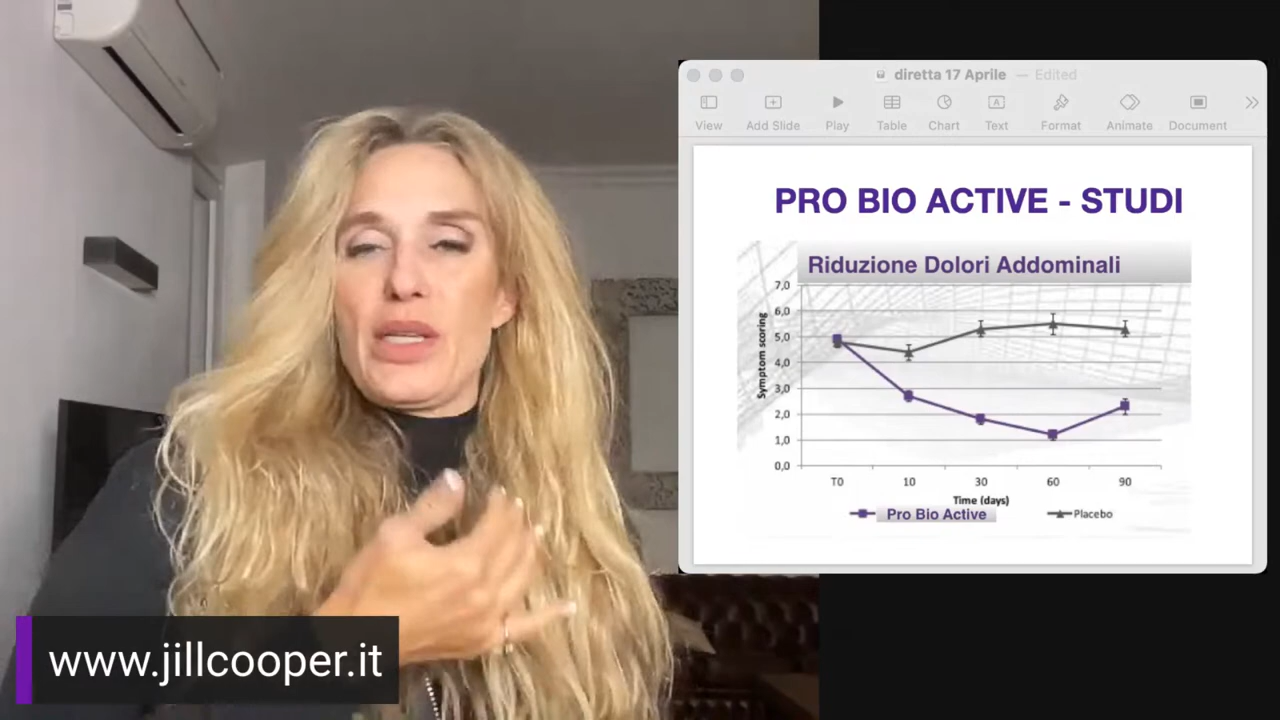 diretta 17 Aprile — Edited
View Add Slide Play Table Chart Text Format Animate Document
PRO BIO ACTIVE - STUDI
Riduzione Dolori Addominali
7,0
6,0
5,0
4,0
3,0
2,0
1,0
0,0
Symptom scoring
T0 10 30 60 90
Time (days)
Pro Bio Active Placebo
www.jillcooper.it